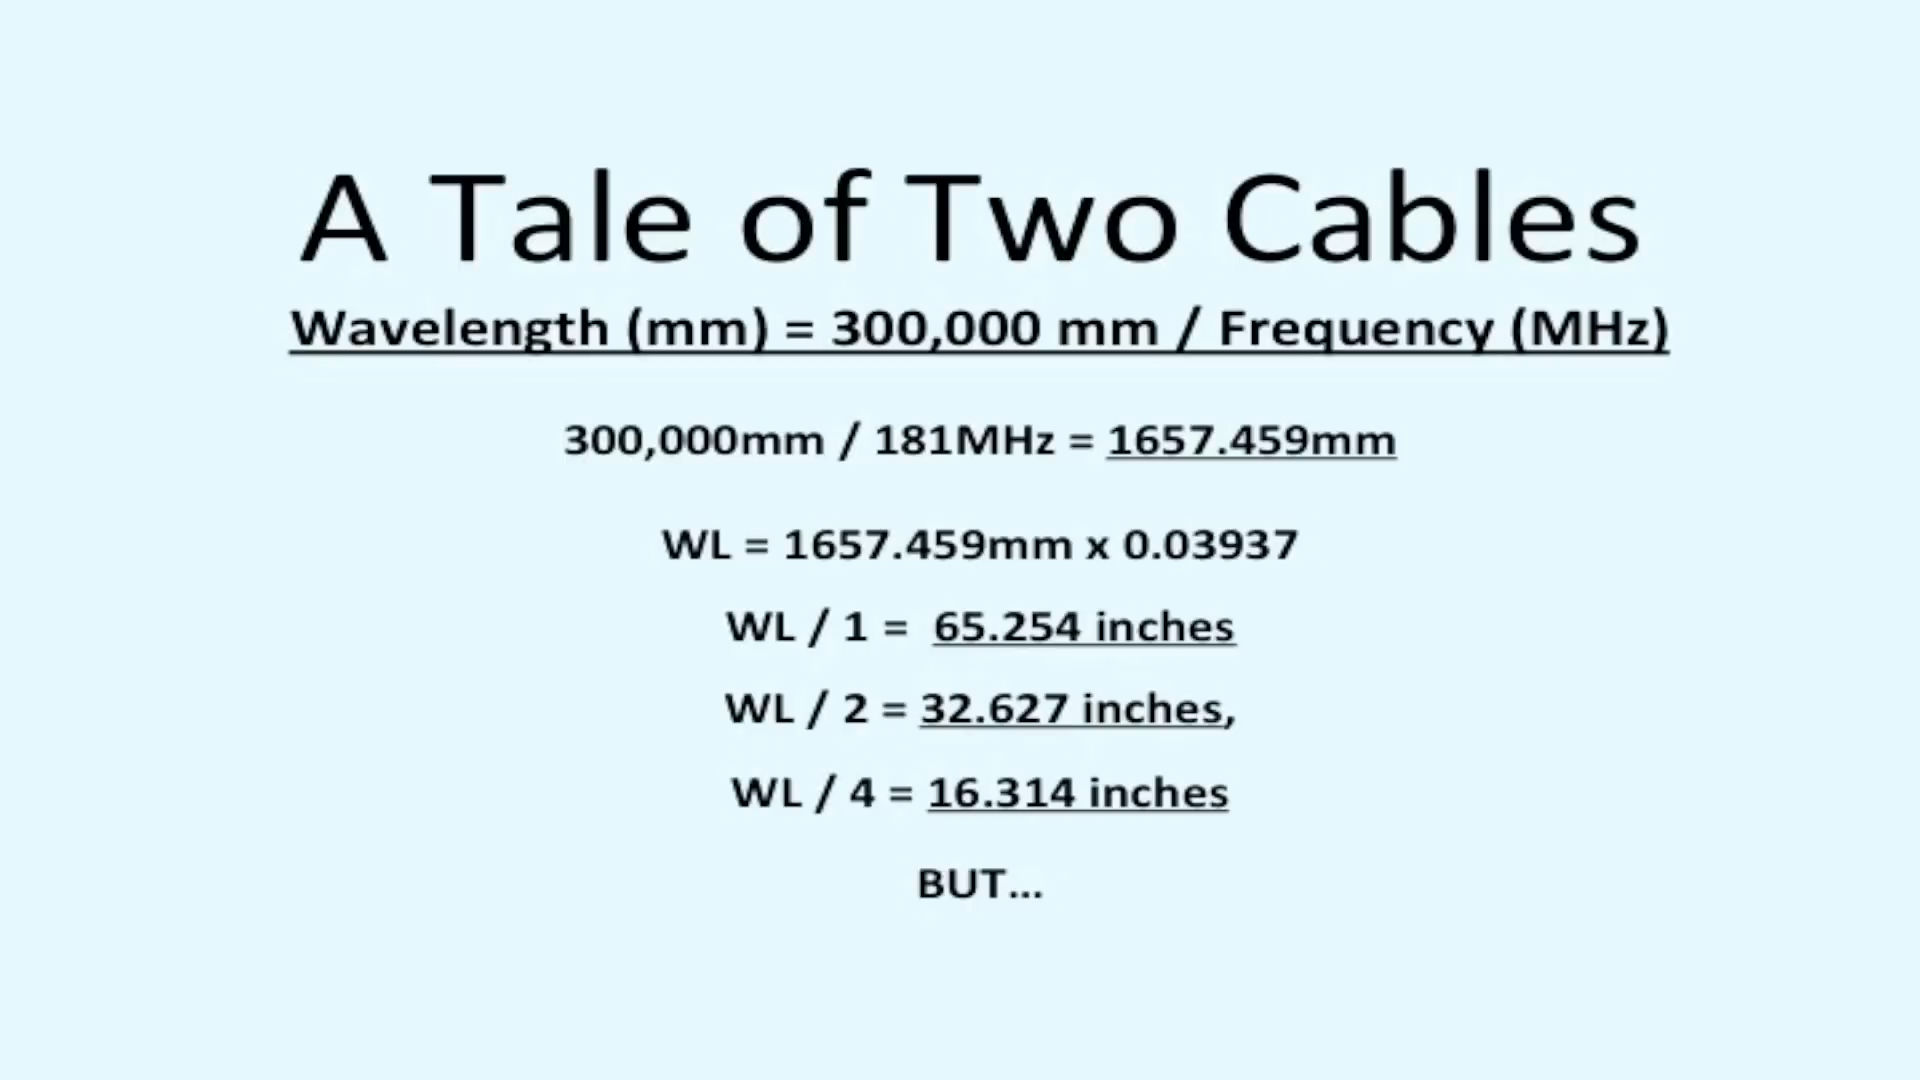 A Tale of Two Cables
Wavelength (mm) = 300,000 mm / Frequency (MHz)
300,000mm / 181MHz = 1657.459mm
WL = 1657.459mm x 0.03937
WL / 1 = 65.254 inches
WL / 2 = 32.627 inches,
WL / 4 = 16.314 inches
BUT...